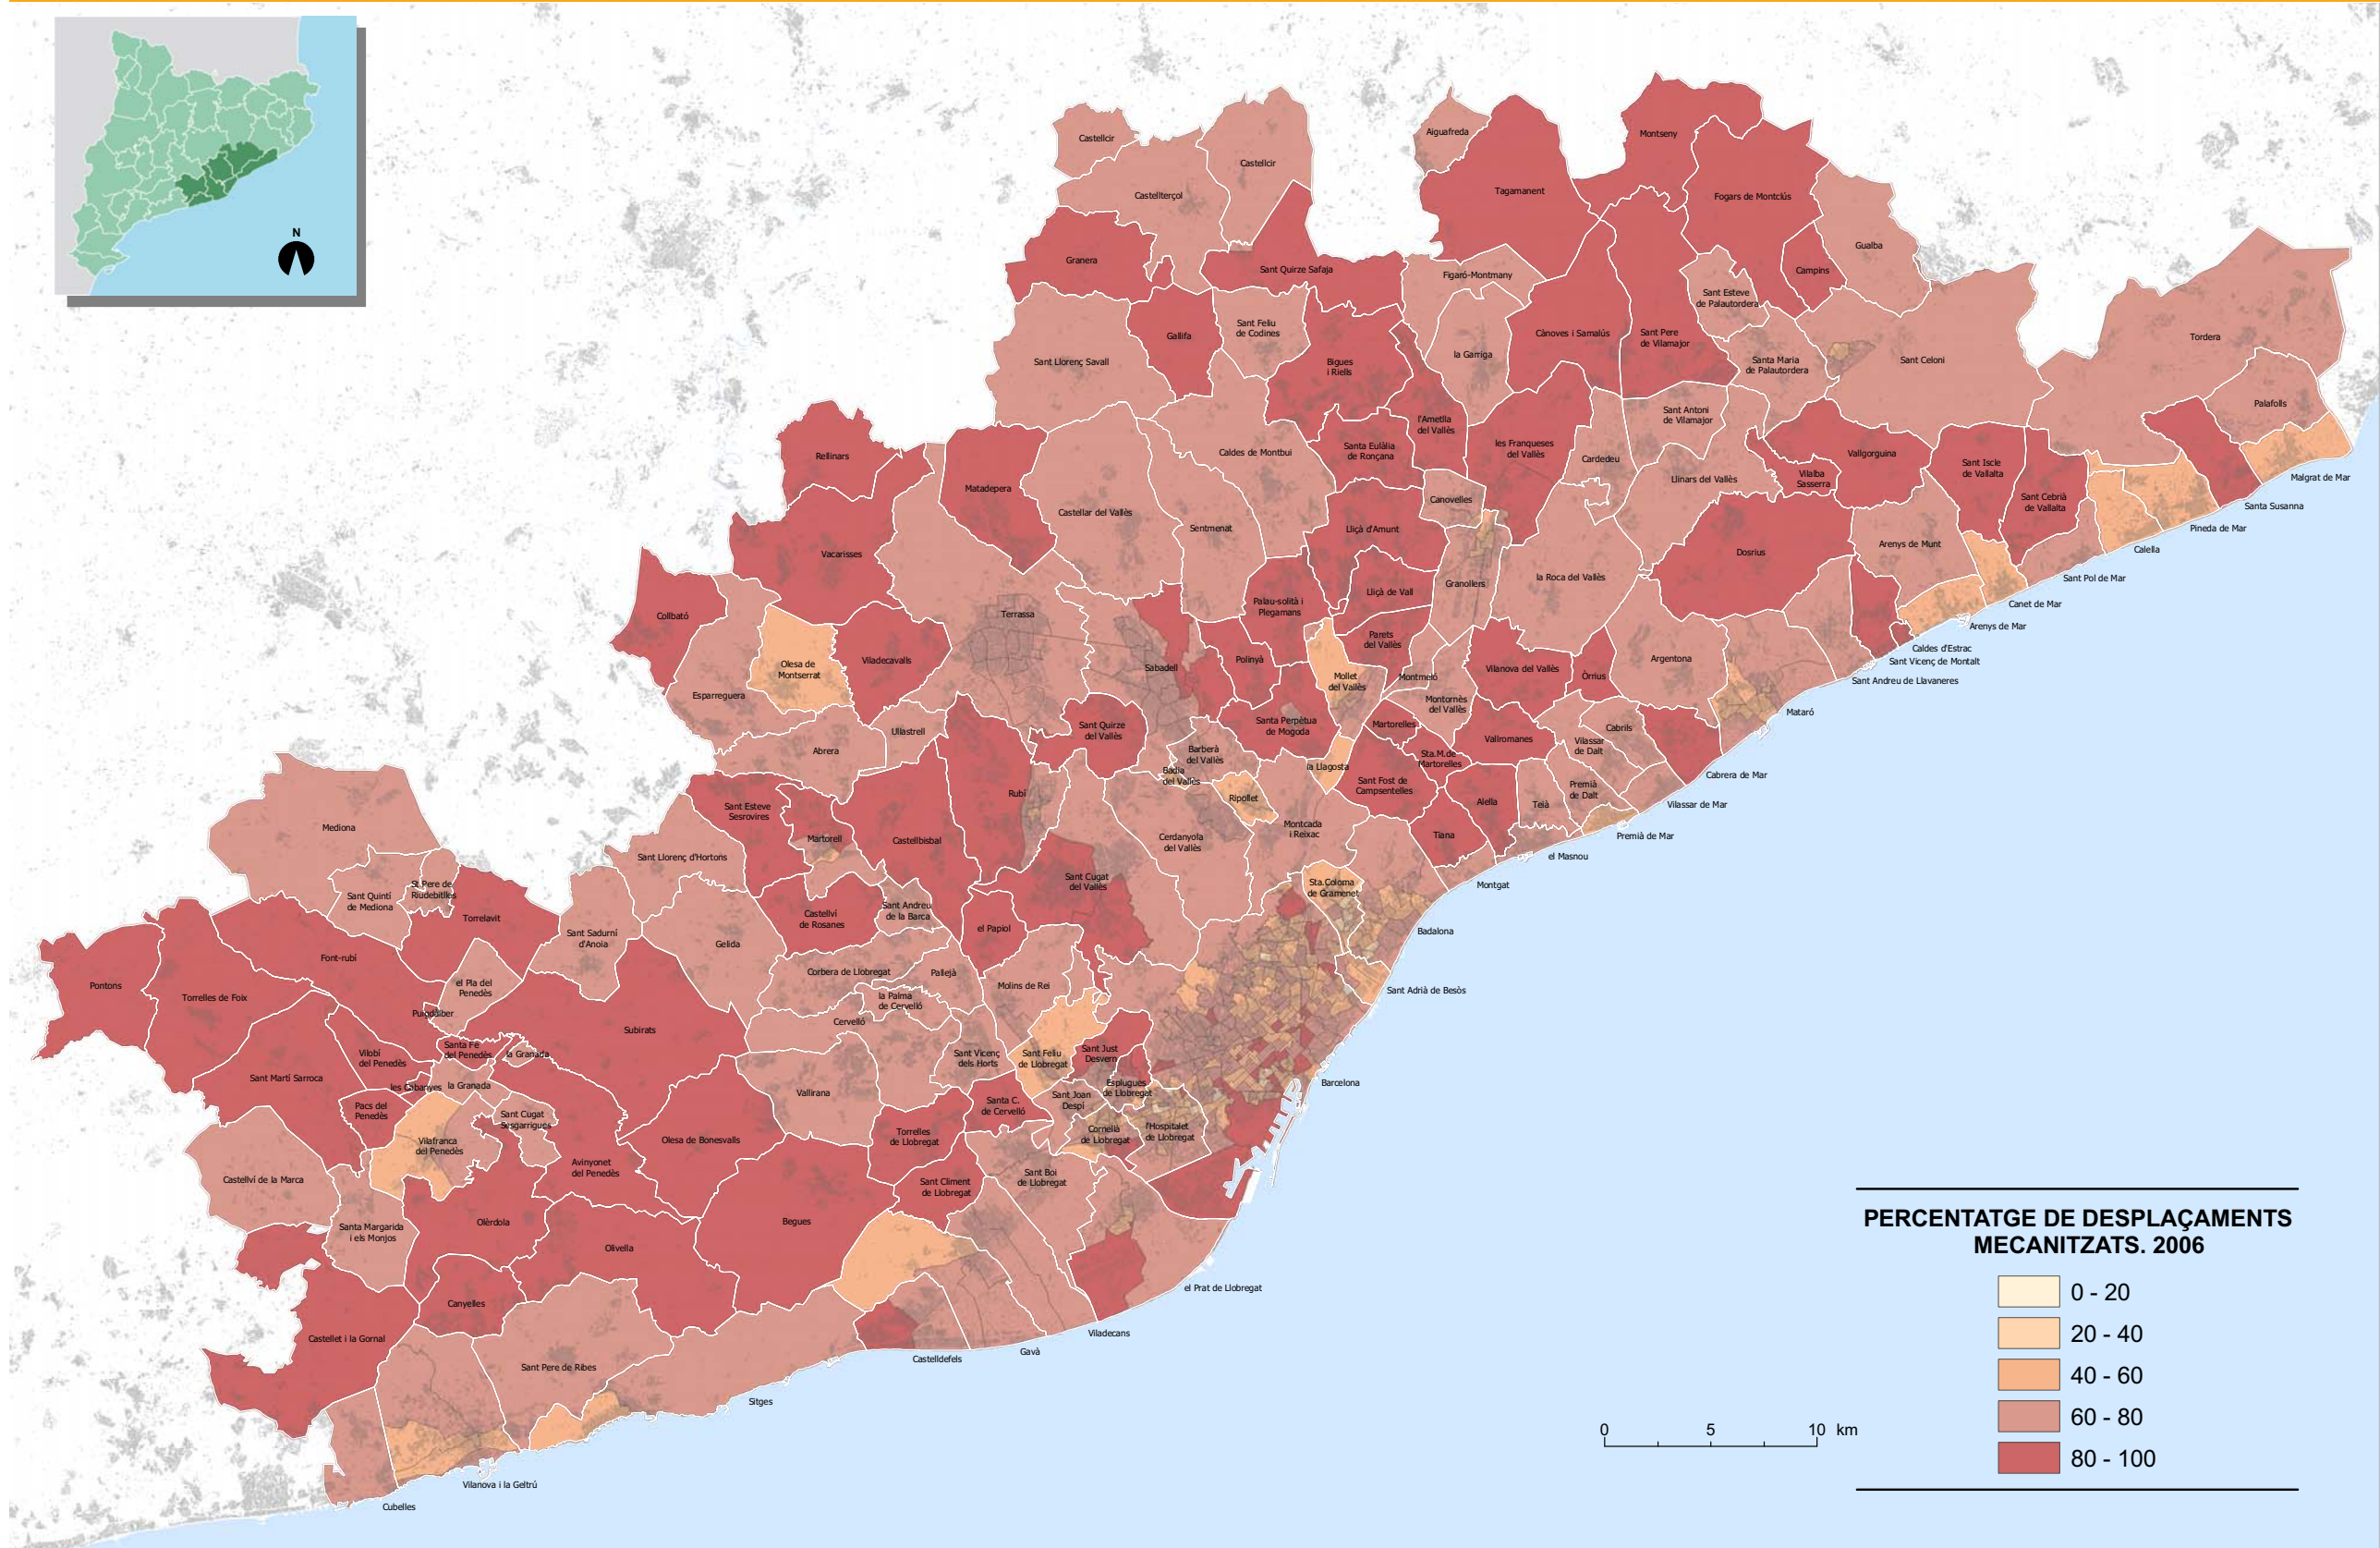 N
Castellcir
Castellcir
Castellterçol
Aiguafreda
Montseny
Tagamanent
Fogars de Montclús
Granera
Sant Quirze Safaja
Figaró-Montmany
Gualba
Campins
Sant Esteve
de Palautordera
Sant Feliu
de Codines
Gallifa
Sant Llorenç Savall
Bigues
i Riells
la Garriga
Cànoves i Samalús
Sant Pere
de Vilamajor
Santa Maria
de Palautordera
Sant Celoni
Tordera
Palafolls
l'Ametlla
del Vallès
Sant Antoni
de Vilamajor
Rellinars
Matadepera
Castellar del Vallès
Caldes de Montbui
Santa Eulàlia
de Ronçana
les Franqueses
del Vallès
Cardedeu
Llinars del Vallès
Vallgorguina
Vilalba
Sasserra
Sant Iscle
de Vallalta
Sant Cebrià
de Vallalta
Malgrat de Mar
Santa Susanna
Pineda de Mar
Calella
Sant Pol de Mar
Canet de Mar
Arenys de Mar
Caldes d'Estrac
Sant Vicenç de Montalt
Sant Andreu de Llavaneres
Canovelles
Sentmenat
Lliçà d'Amunt
Vacarisses
Dosrius
Arenys de Munt
Granollers
la Roca del Vallès
Lliçà de Vall
Palau-solità i
Plegamans
Collbató
Terrassa
Parets
del Vallès
Olesa de
Montserrat
Viladecavalls
Sabadell
Polinyà
Mollet
del Vallès
Montmeló
Vilanova del Vallès
Òrrius
Argentona
Esparreguera
Montornès
del Vallès
Mataró
Ullastrell
Abrera
Sant Quirze
del Vallès
Santa Perpètua
de Mogoda
Martorelles
Sta.M.de
Martorelles
Vallromanes
Cabrils
Vilassar
de Dalt
Barberà
del Vallès
Badia
del Vallès
la Llagosta
Sant Fost de
Campsentelles
Cabrera de Mar
Premià
de Dalt
Vilassar de Mar
Ripollet
Rubí
Alella
Teià
Premià de Mar
Sant Esteve
Sesrovires
Martorell
Castellbisbal
Cerdanyola
del Vallès
Montcada
i Reixac
Tiana
el Masnou
Mediona
Sant Llorenç d'Hortons
Sant Cugat
del Vallès
Sta.Coloma
de Gramenet
Montgat
Sant Quintí
de Mediona
St.Pere de
Riudebitlles
Torrelavit
Castellví
de Rosanes
Sant Andreu
de la Barca
el Papiol
Sant Sadurní
d'Anoia
Gelida
Badalona
Font-rubí
Pontons
Torrelles de Foix
el Pla del
Penedès
Corbera de Llobregat
Pallejà
Molins de Rei
la Palma
de Cervelló
Sant Adrià de Besòs
Puigdàlber
Subirats
Cervelló
Vilobí
del Penedès
Santa Fe
del Penedès
la Granada
Sant Vicenç
dels Horts
Sant Feliu
de Llobregat
Sant Just
Desvern
Sant Martí Sarroca
les Cabanyes
la Granada
Esplugues
de Llobregat
Barcelona
Vallirana
Pacs del
Penedès
Sant Cugat
Sesgarrigues
Santa C.
de Cervelló
Sant Joan
Despí
Vilafranca
del Penedès
Olesa de Bonesvalls
Torrelles
de Llobregat
Cornellà
de Llobregat
l'Hospitalet
de Llobregat
Castellví de la Marca
Avinyonet
del Penedès
Sant Boi
de Llobregat
Sant Climent
de Llobregat
Santa Margarida
i els Monjos
Olèrdola
Begues
Olivella
el Prat de Llobregat
Canyelles
Castellet i la Gornal
Viladecans
Gavà
Castelldefels
Sant Pere de Ribes
Sitges
Vilanova i la Geltrú
Cubelles
0 5 10 km
PERCENTATGE DE DESPLAÇAMENTS
MECANITZATS. 2006
0 - 20
20 - 40
40 - 60
60 - 80
80 - 100